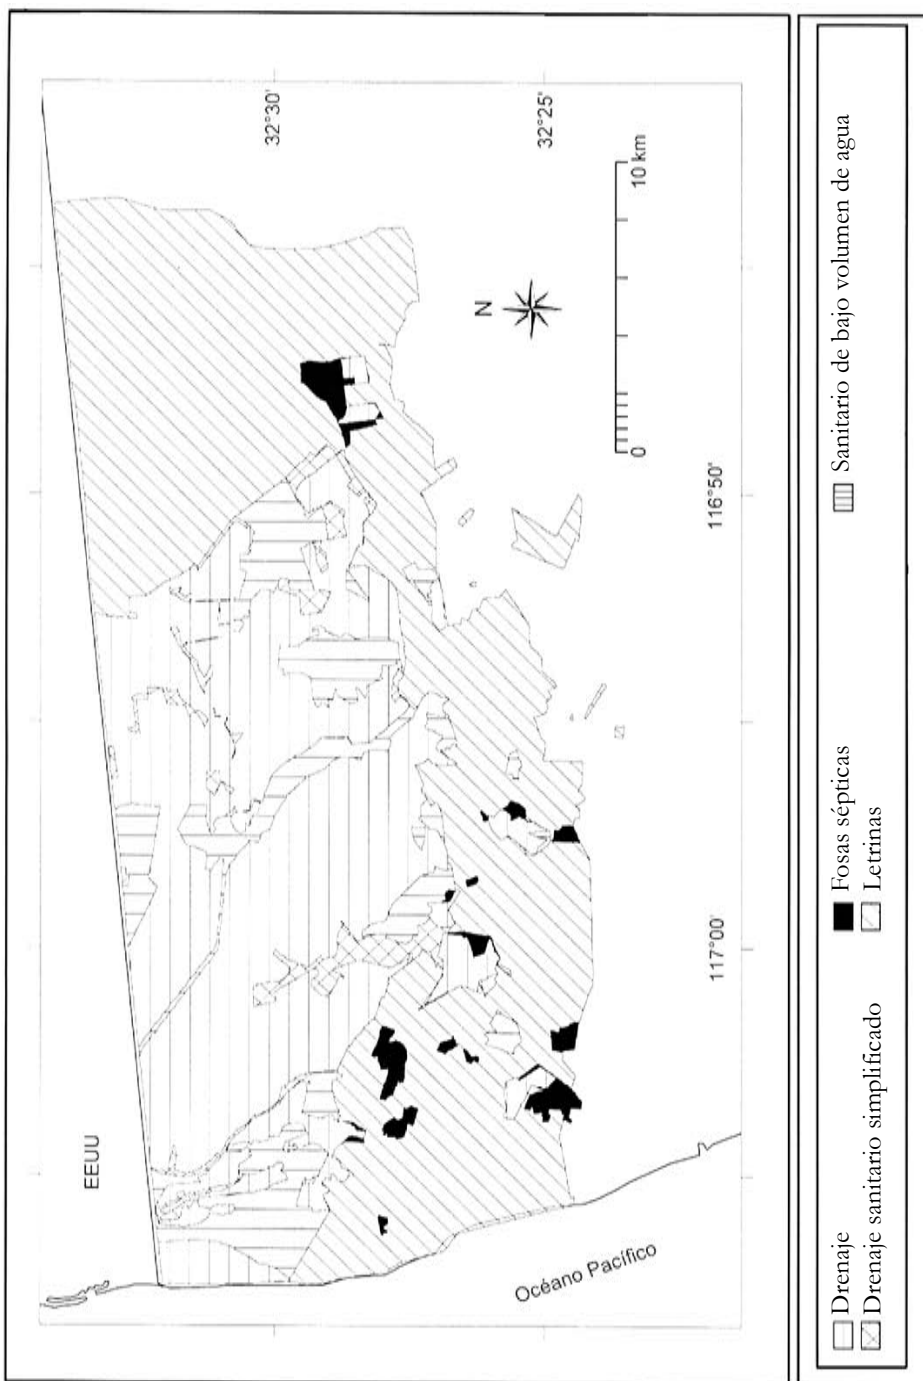 EEUU
32°30'
32°25'
N
0
10 km
116°50'
117°00'
Océano Pacífico
Drenaje
Drenaje sanitario simplificado
Fosas sépticas
Letrinas
Sanitario de bajo volumen de agua